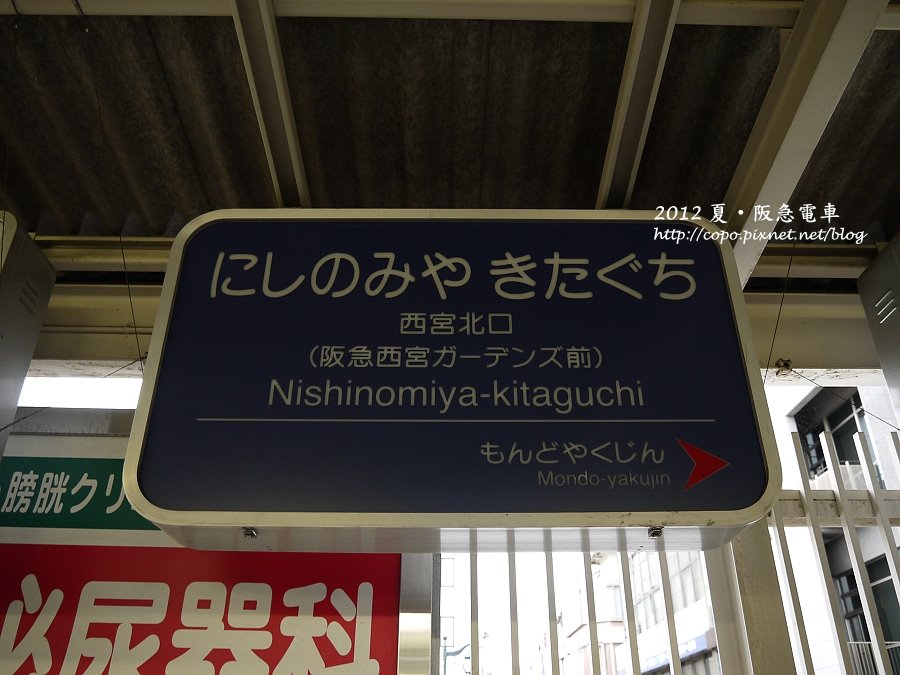 2012 夏・阪急電車
http://copo.pixnet.net/blog
にしのみや きたぐち
西宮北口
(阪急西宮ガーデンズ前)
Nishinomiya-kitaguchi
もんどやくじん
Mondo-yakujin
膀胱クリ
泌尿器科